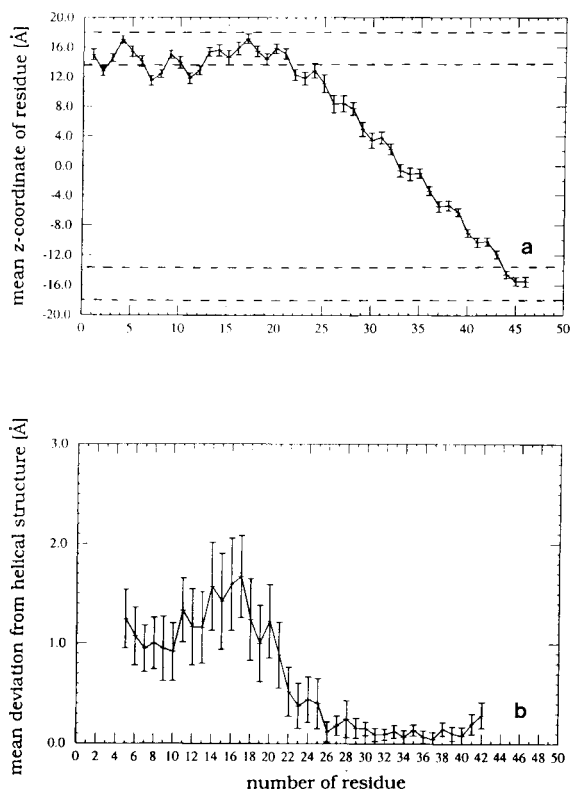 mean z-coordinate of residue [Å]
20.0
16.0
12.0
8.0
4.0
0.0
-4.0
-8.0
-12.0
-16.0
-20.0
a
0 5 10 15 20 25 30 35 40 45 50
mean deviation from helical structure [Å]
3.0
2.0
1.0
0.0
b
0 2 4 6 8 10 12 14 16 18 20 22 24 26 28 30 32 34 36 38 40 42 44 46 48 50
number of residue